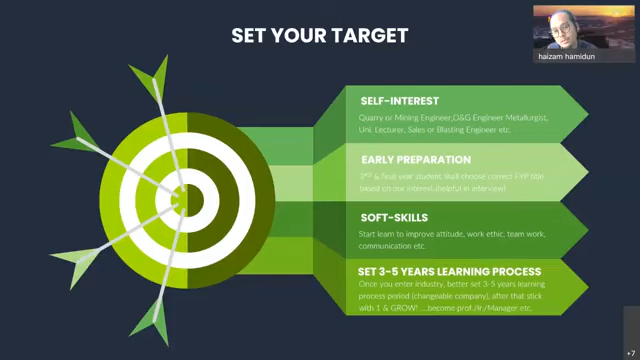 SET YOUR TARGET
haizam hamidun
SELF-INTEREST
Quarry or Mining Engineer,O&G Engineer Metallurgist,
Uni. Lecturer, Sales or Blasting Engineer etc.
EARLY PREPARATION
3RD & final year student shall choose correct FYP title
based on our interest..(helpful in interview)
SOFT-SKILLS
Start learn to improve attitude, work ethic, team work,
communication etc.
SET 3-5 YEARS LEARNING PROCESS
Once you enter industry, better set 3-5 years learning
process period (changeable company), after that stick
with 1 & GROW! ....become prof./Ir./Manager etc.
+7